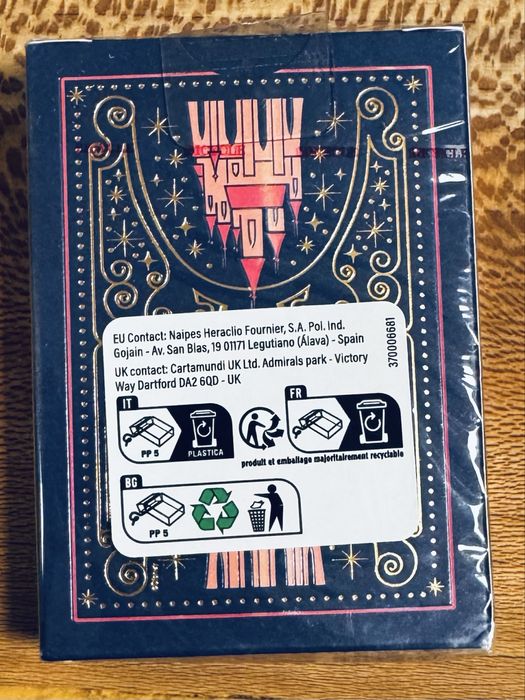 BICYCLE
EU Contact: Naipes Heraclio Fournier, S.A. Pol. Ind.
Gojain - Av. San Blas, 19 01171 Legutiano (Álava) - Spain
UK contact: Cartamundi UK Ltd. Admirals park - Victory
Way Dartford DA2 6QD - UK
370006681
IT
PP 5
PLASTICA
FR
produit et emballage majoritairement recyclable
BG
PP 5